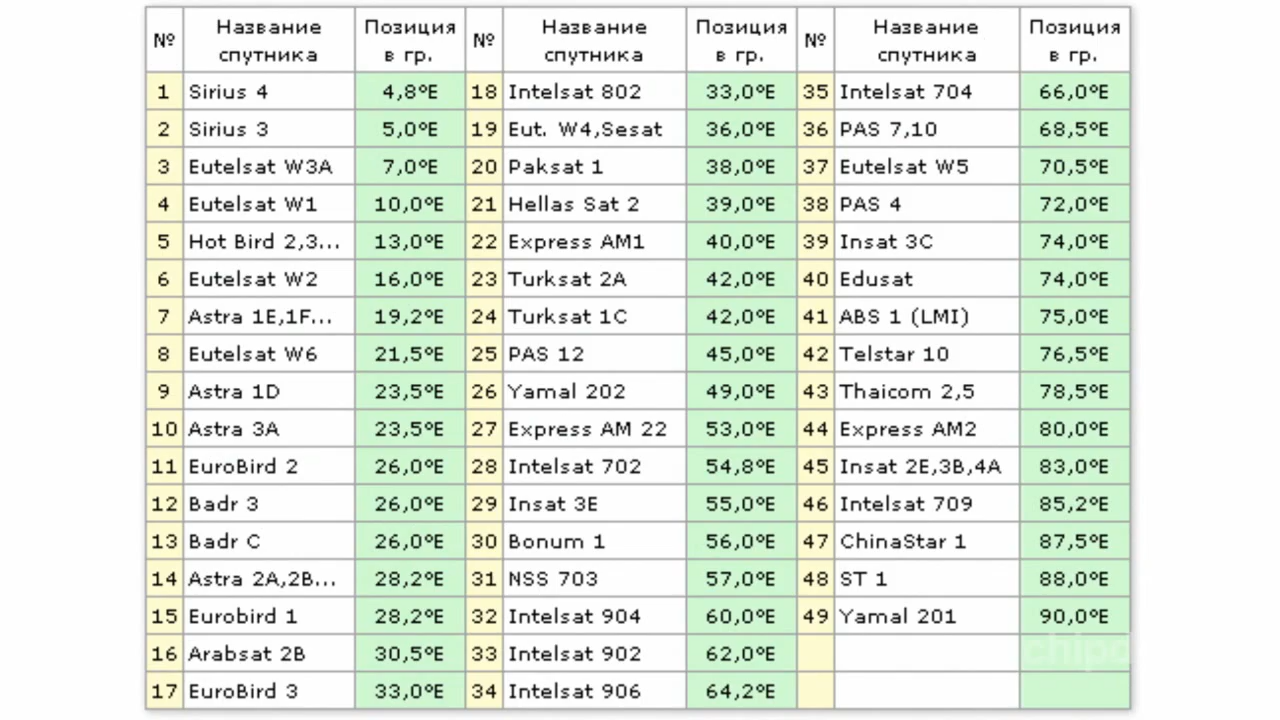 № Название спутника Позиция в гр. № Название спутника Позиция в гр. № Название спутника Позиция в гр.
1 Sirius 4 4,8°E 18 Intelsat 802 33,0°E 35 Intelsat 704 66,0°E
2 Sirius 3 5,0°E 19 Eut. W4,Sesat 36,0°E 36 PAS 7,10 68,5°E
3 Eutelsat W3A 7,0°E 20 Paksat 1 38,0°E 37 Eutelsat W5 70,5°E
4 Eutelsat W1 10,0°E 21 Hellas Sat 2 39,0°E 38 PAS 4 72,0°E
5 Hot Bird 2,3... 13,0°E 22 Express AM1 40,0°E 39 Insat 3C 74,0°E
6 Eutelsat W2 16,0°E 23 Turksat 2A 42,0°E 40 Edusat 74,0°E
7 Astra 1E,1F... 19,2°E 24 Turksat 1C 42,0°E 41 ABS 1 (LMI) 75,0°E
8 Eutelsat W6 21,5°E 25 PAS 12 45,0°E 42 Telstar 10 76,5°E
9 Astra 1D 23,5°E 26 Yamal 202 49,0°E 43 Thaicom 2,5 78,5°E
10 Astra 3A 23,5°E 27 Express AM 22 53,0°E 44 Express AM2 80,0°E
11 EuroBird 2 26,0°E 28 Intelsat 702 54,8°E 45 Insat 2E,3B,4A 83,0°E
12 Badr 3 26,0°E 29 Insat 3E 55,0°E 46 Intelsat 709 85,2°E
13 Badr C 26,0°E 30 Bonum 1 56,0°E 47 ChinaStar 1 87,5°E
14 Astra 2A,2B... 28,2°E 31 NSS 703 57,0°E 48 ST 1 88,0°E
15 Eurobird 1 28,2°E 32 Intelsat 904 60,0°E 49 Yamal 201 90,0°E
16 Arabsat 2B 30,5°E 33 Intelsat 902 62,0°E
17 EuroBird 3 33,0°E 34 Intelsat 906 64,2°E